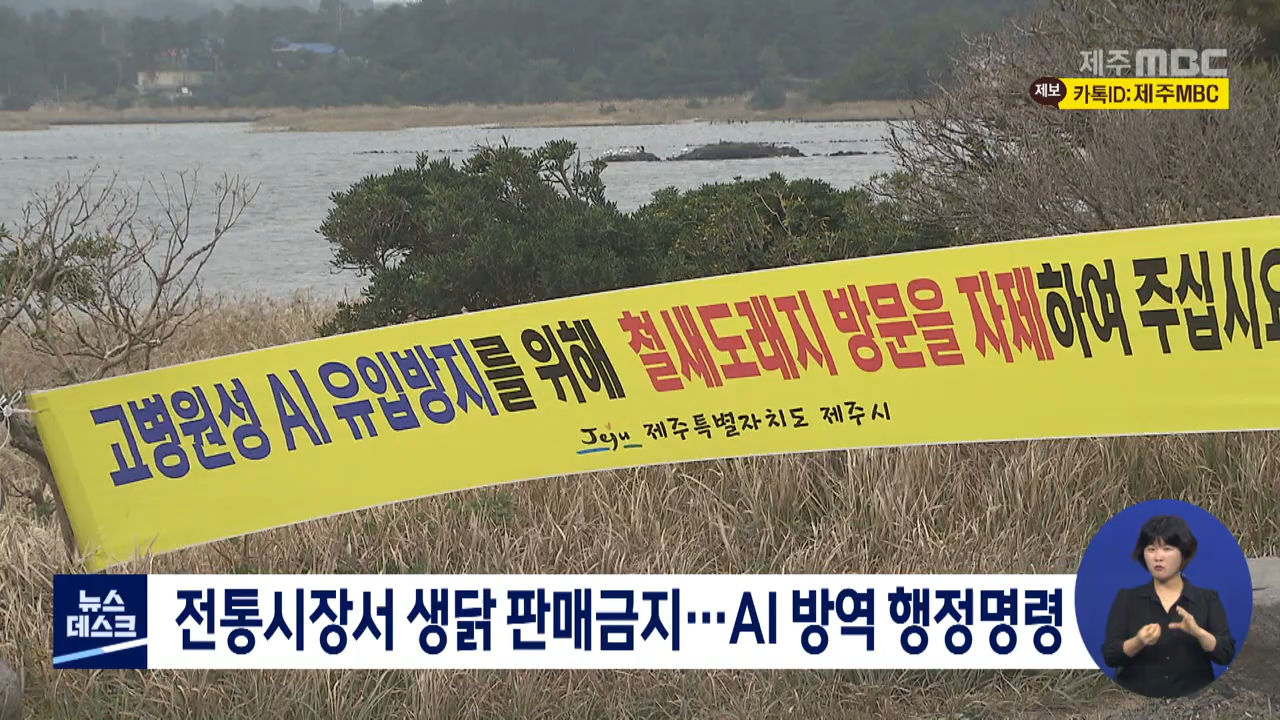 제주MBC
제보 카톡ID: 제주MBC
고병원성 AI 유입방지를 위해 철새도래지 방문을 자제하여 주십시요
Jeju 제주특별자치도 제주시
뉴스
데스크
전통시장서 생닭 판매금지…AI 방역 행정명령